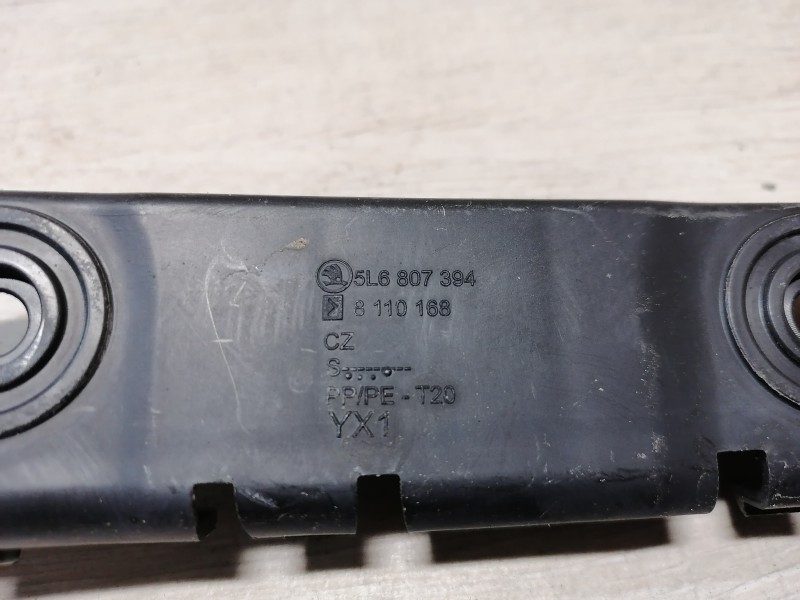 5L6 807 394
8 110 168
CZ
S
PP/PE - T20
YX1